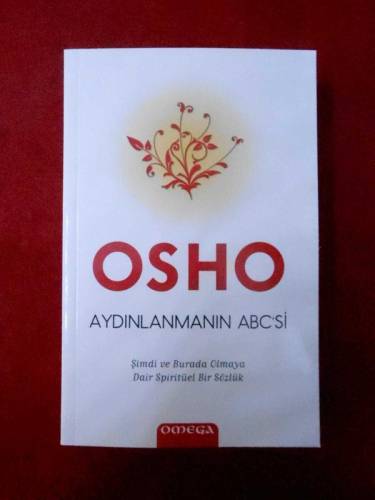 OSHO
AYDINLANMANIN ABC'Sİ
Şimdi ve Burada Olmaya
Dair Spiritüel Bir Sözlük
OMEGA